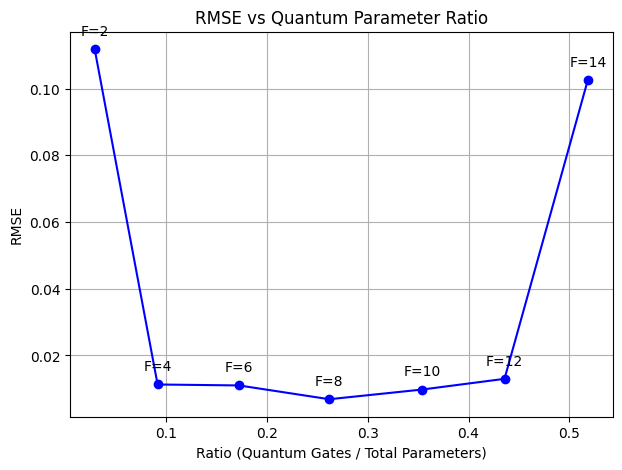 RMSE vs Quantum Parameter Ratio
F=2
F=14
F=4
F=6
F=8
F=10
F=12
0.10
0.08
0.06
0.04
0.02
RMSE
0.1
0.2
0.3
0.4
0.5
Ratio (Quantum Gates / Total Parameters)